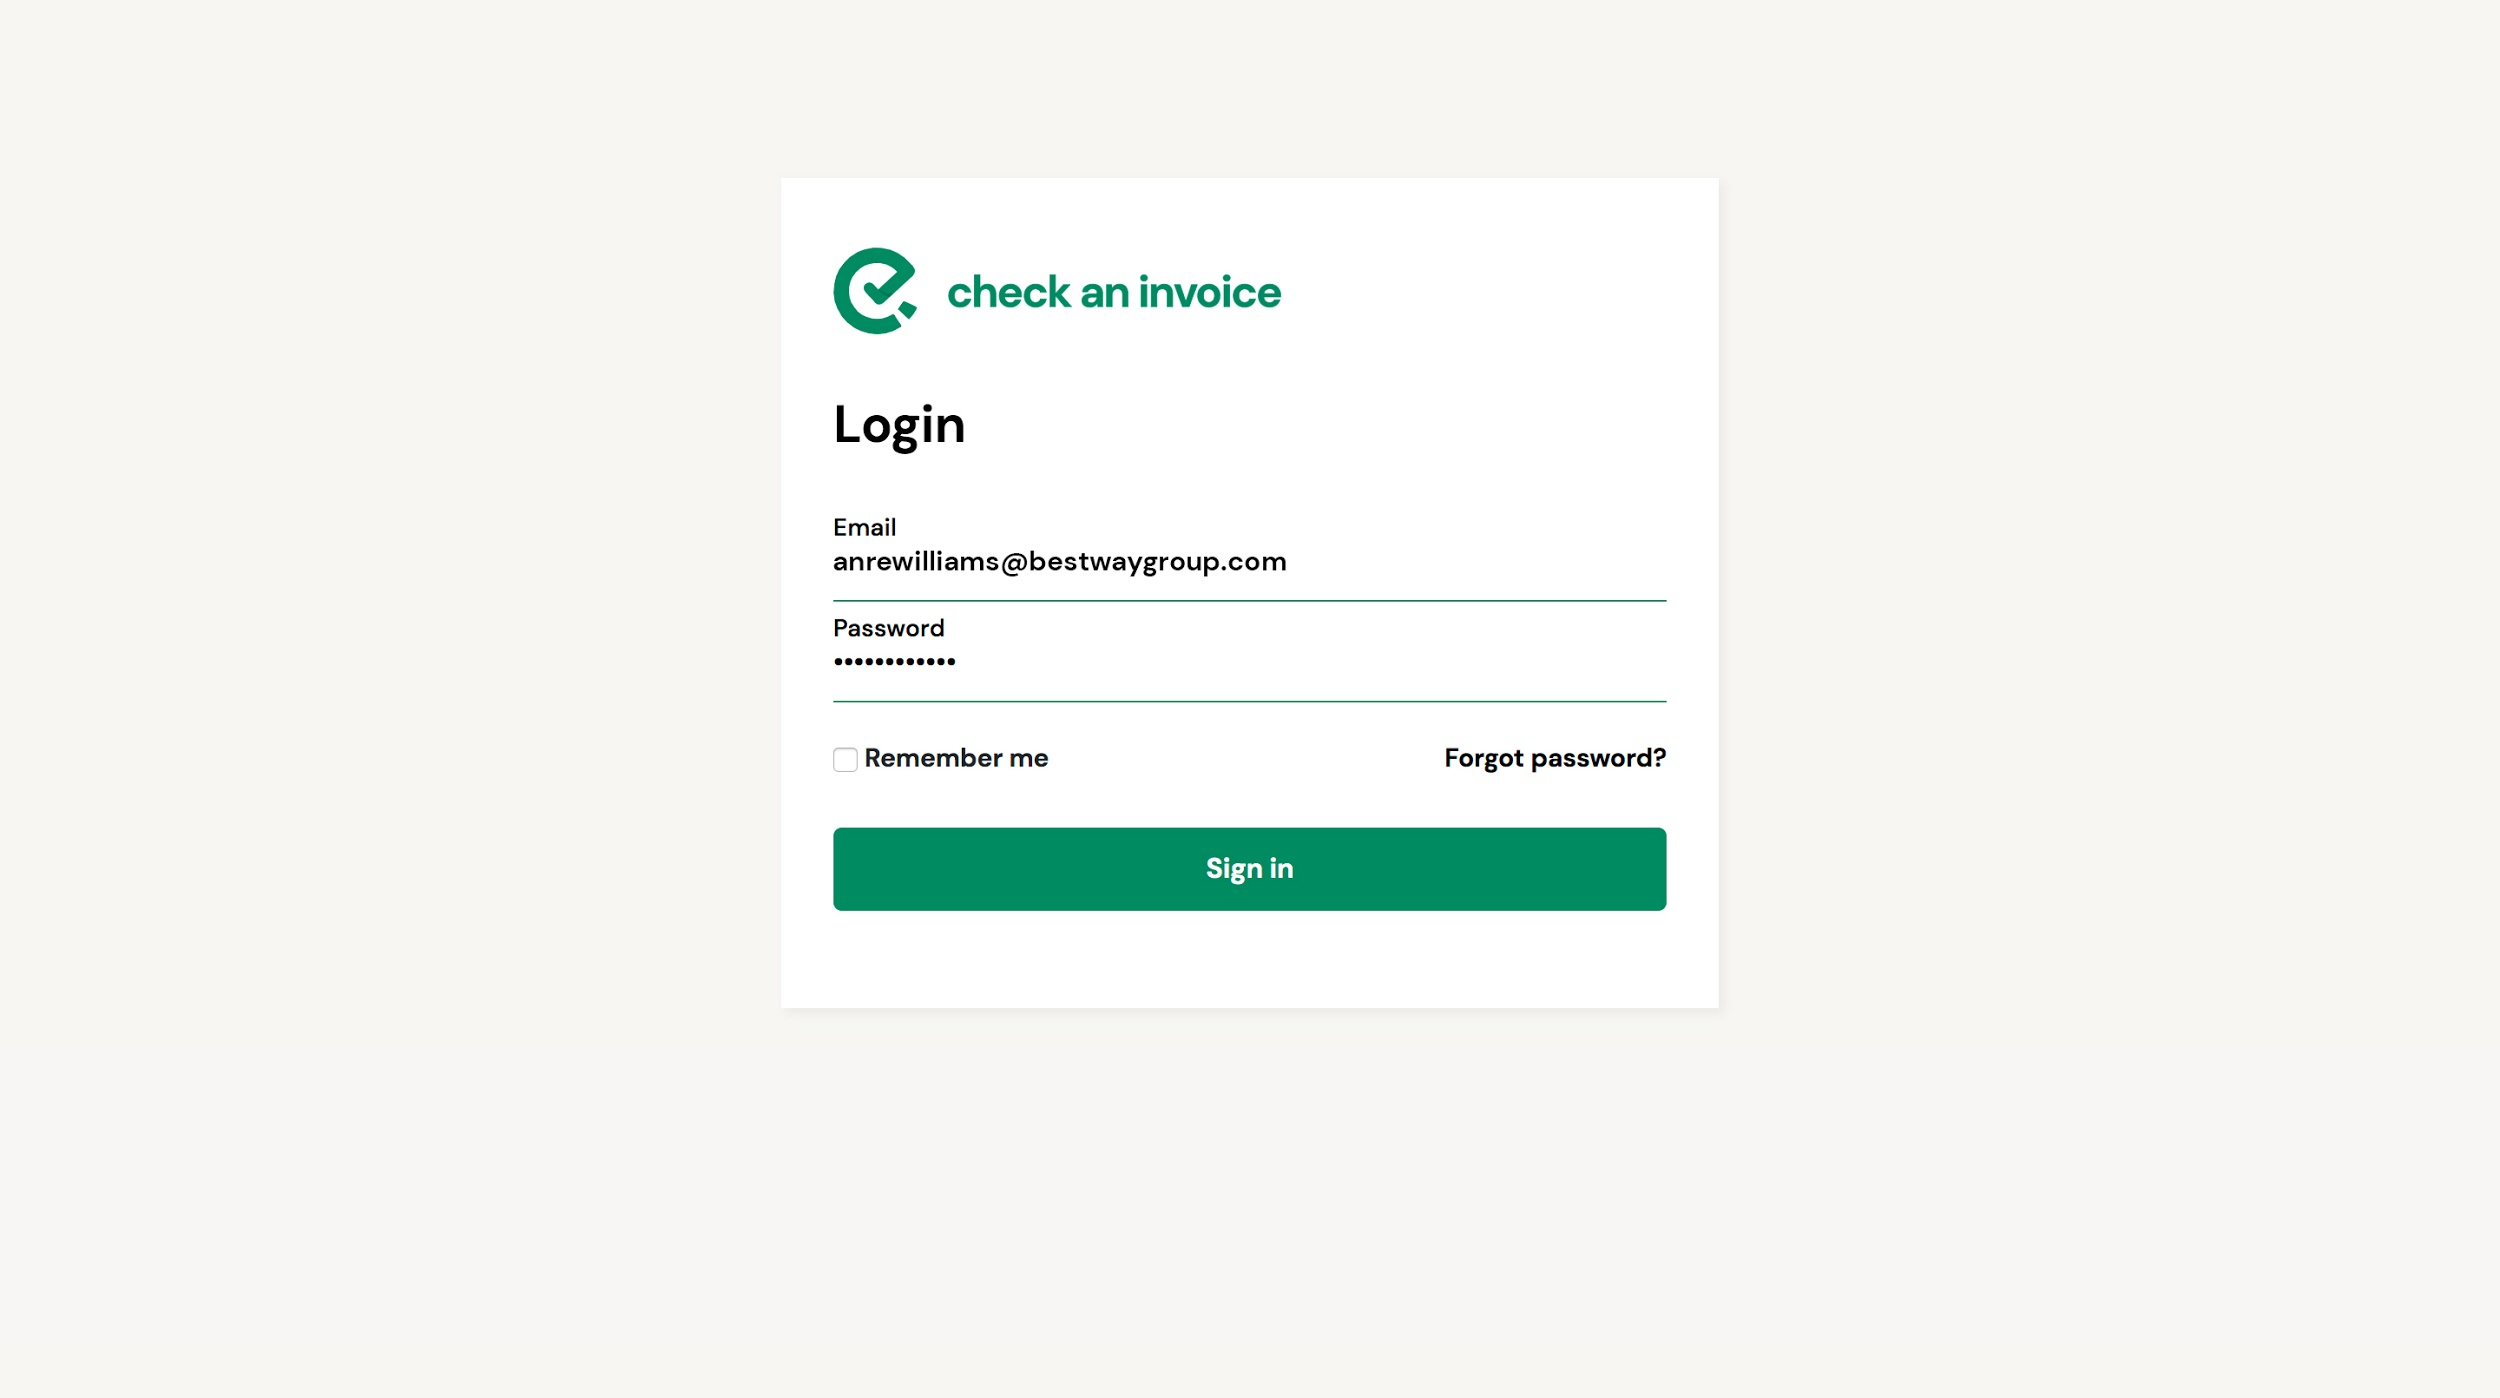 check an invoice
Login
Email
anrewilliams@bestwaygroup.com
Password
••••••••••••
Remember me
Forgot password?
Sign in